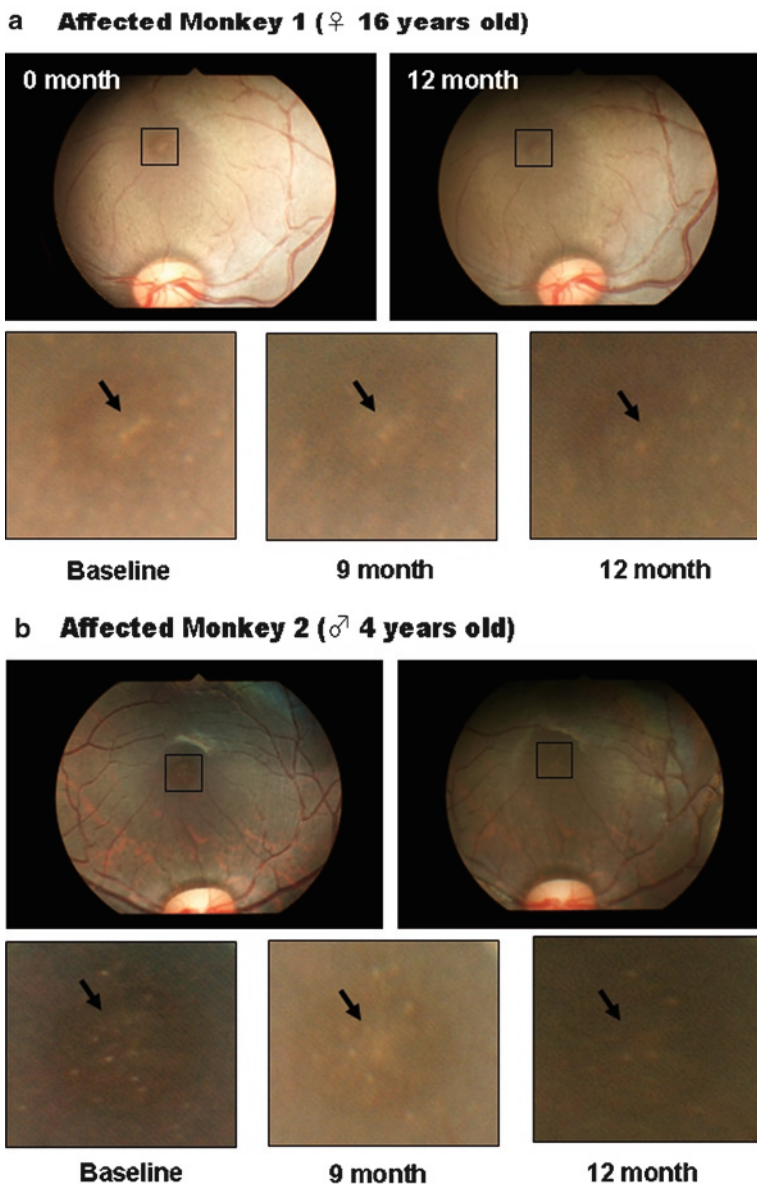 a Affected Monkey 1 (♀ 16 years old)
0 month
12 month
Baseline
9 month
12 month
b Affected Monkey 2 (♂ 4 years old)
Baseline
9 month
12 month